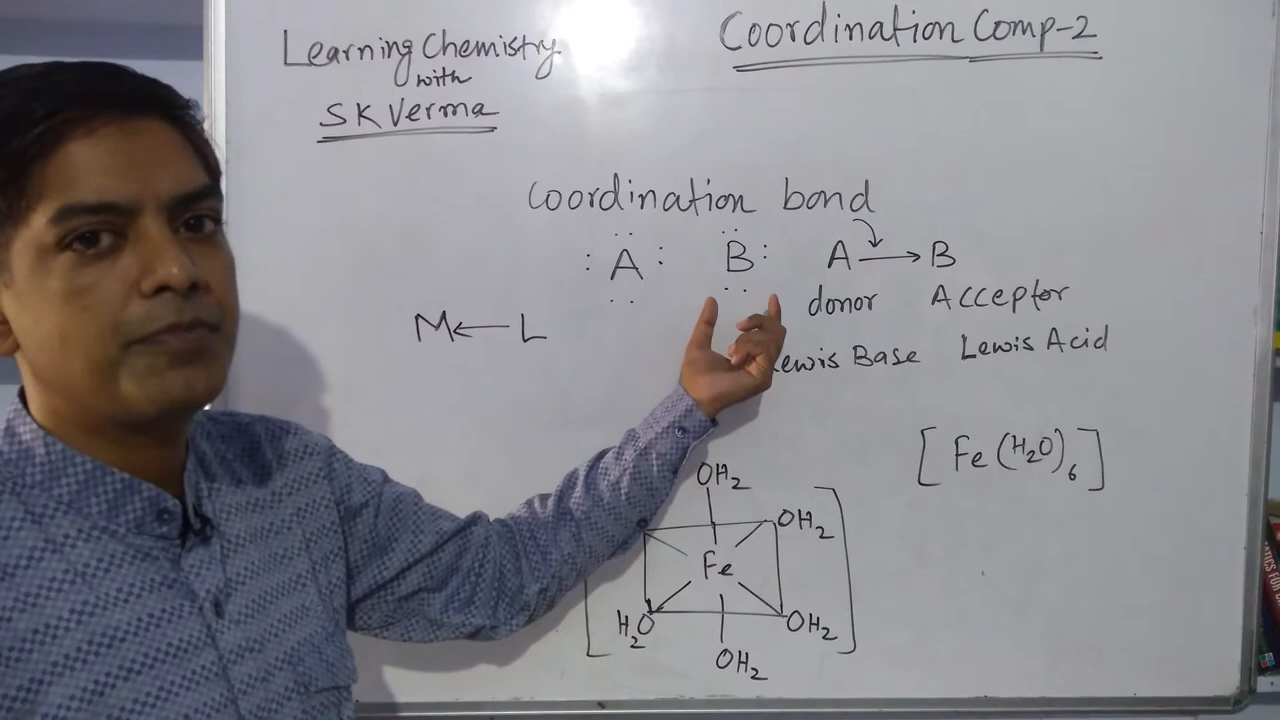 Learning Chemistry
with
SK Verma
Coordination Comp-2
Coordination bond
:A: B: A → B
donor Acceptor
M ← L
Lewis Base Lewis Acid
[Fe(H₂O)₆]
OH₂
OH₂
Fe
H₂O OH₂
OH₂